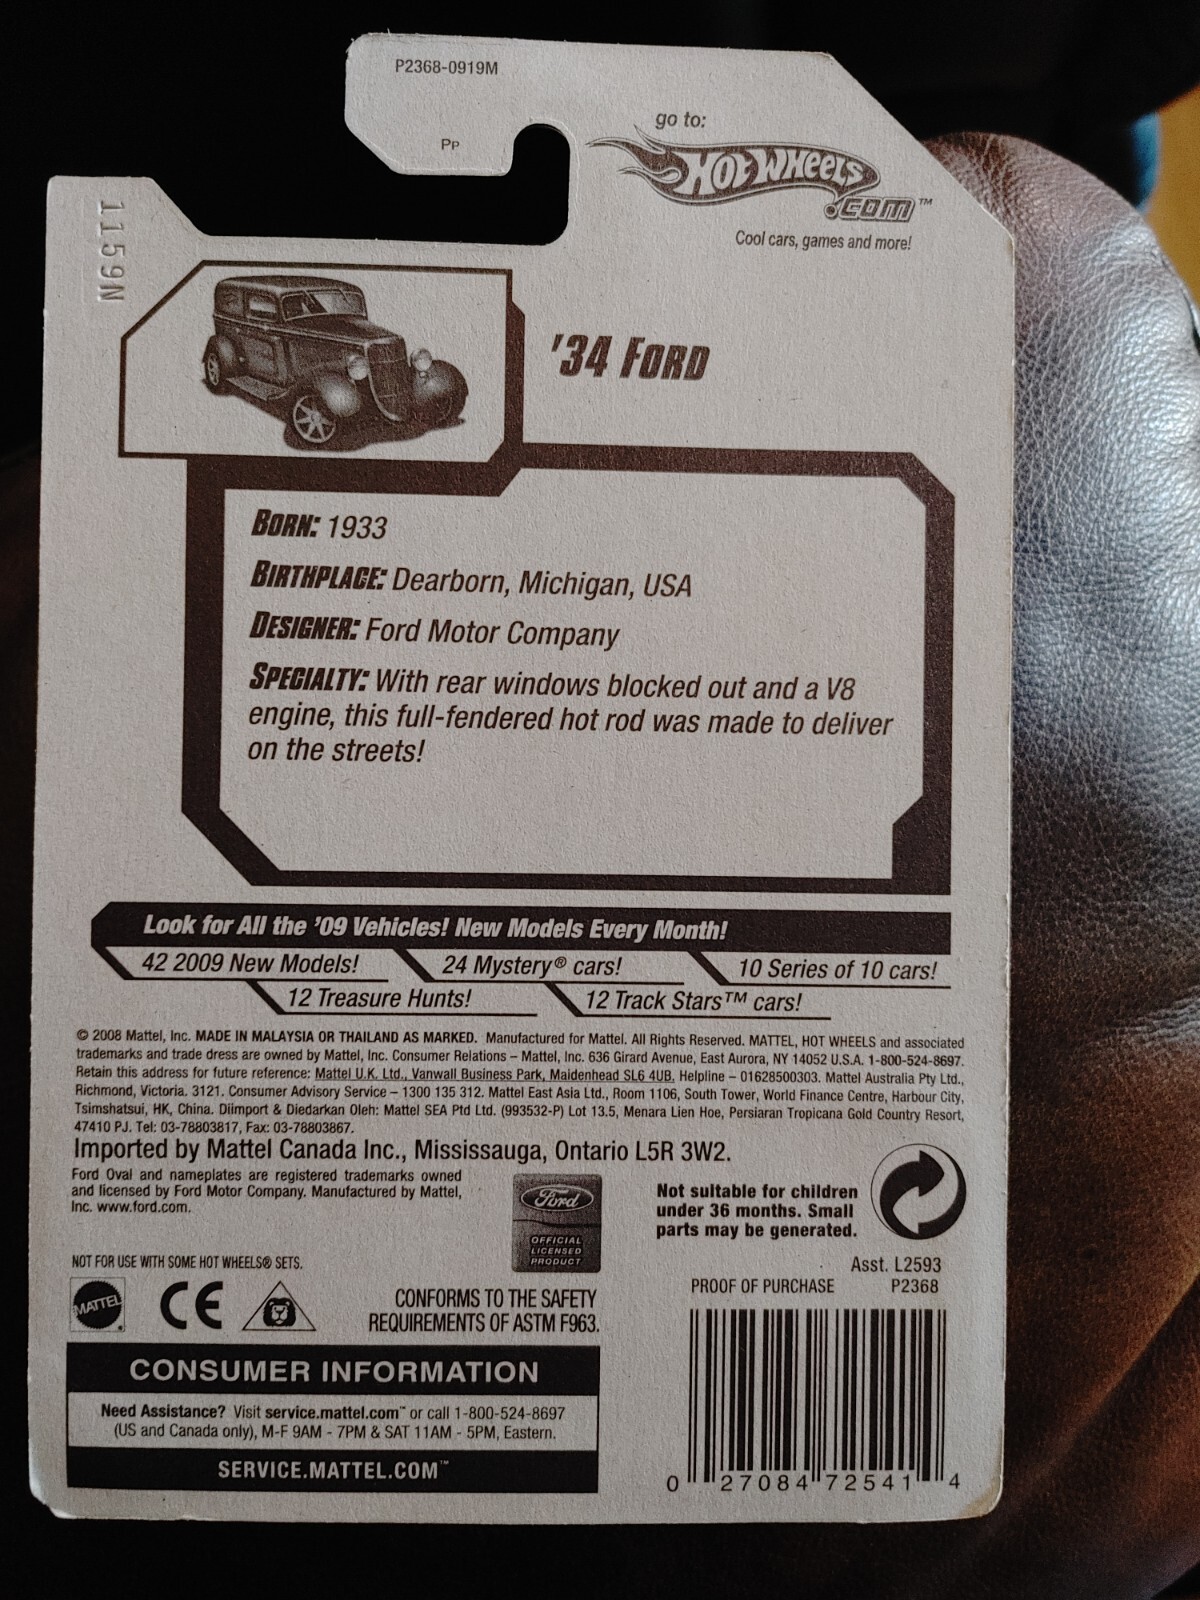 P2368-0919M
PP
go to:
HOT WHEELS
.COM™
Cool cars, games and more!
1159N
'34 FORD
BORN: 1933
BIRTHPLACE: Dearborn, Michigan, USA
DESIGNER: Ford Motor Company
SPECIALTY: With rear windows blocked out and a V8
engine, this full-fendered hot rod was made to deliver
on the streets!
Look for All the '09 Vehicles! New Models Every Month!
42 2009 New Models!
24 Mystery® cars!
10 Series of 10 cars!
12 Treasure Hunts!
12 Track Stars™ cars!
© 2008 Mattel, Inc. MADE IN MALAYSIA OR THAILAND AS MARKED. Manufactured for Mattel. All Rights Reserved. MATTEL, HOT WHEELS and associated
trademarks and trade dress are owned by Mattel, Inc. Consumer Relations – Mattel, Inc. 636 Girard Avenue, East Aurora, NY 14052 U.S.A. 1-800-524-8697.
Retain this address for future reference: Mattel U.K. Ltd., Vanwall Business Park, Maidenhead SL6 4UB. Helpline – 01628500303. Mattel Australia Pty Ltd.,
Richmond, Victoria. 3121. Consumer Advisory Service – 1300 135 312. Mattel East Asia Ltd., Room 1106, South Tower, World Finance Centre, Harbour City,
Tsimshatsui, HK, China. Diimport & Diedarkan Oleh: Mattel SEA Ptd Ltd. (993532-P) Lot 13.5, Menara Lien Hoe, Persiaran Tropicana Gold Country Resort,
47410 PJ. Tel: 03-78803817, Fax: 03-78803867.
Imported by Mattel Canada Inc., Mississauga, Ontario L5R 3W2.
Ford Oval and nameplates are registered trademarks owned
and licensed by Ford Motor Company. Manufactured by Mattel,
Inc. www.ford.com.
Ford
OFFICIAL
LICENSED
PRODUCT
Not suitable for children
under 36 months. Small
parts may be generated.
NOT FOR USE WITH SOME HOT WHEELS® SETS.
Asst. L2593
PROOF OF PURCHASE P2368
MATTEL
CE
CONFORMS TO THE SAFETY
REQUIREMENTS OF ASTM F963.
CONSUMER INFORMATION
Need Assistance? Visit service.mattel.com™ or call 1-800-524-8697
(US and Canada only), M-F 9AM - 7PM & SAT 11AM - 5PM, Eastern.
SERVICE.MATTEL.COM™
0 27084 72541 4